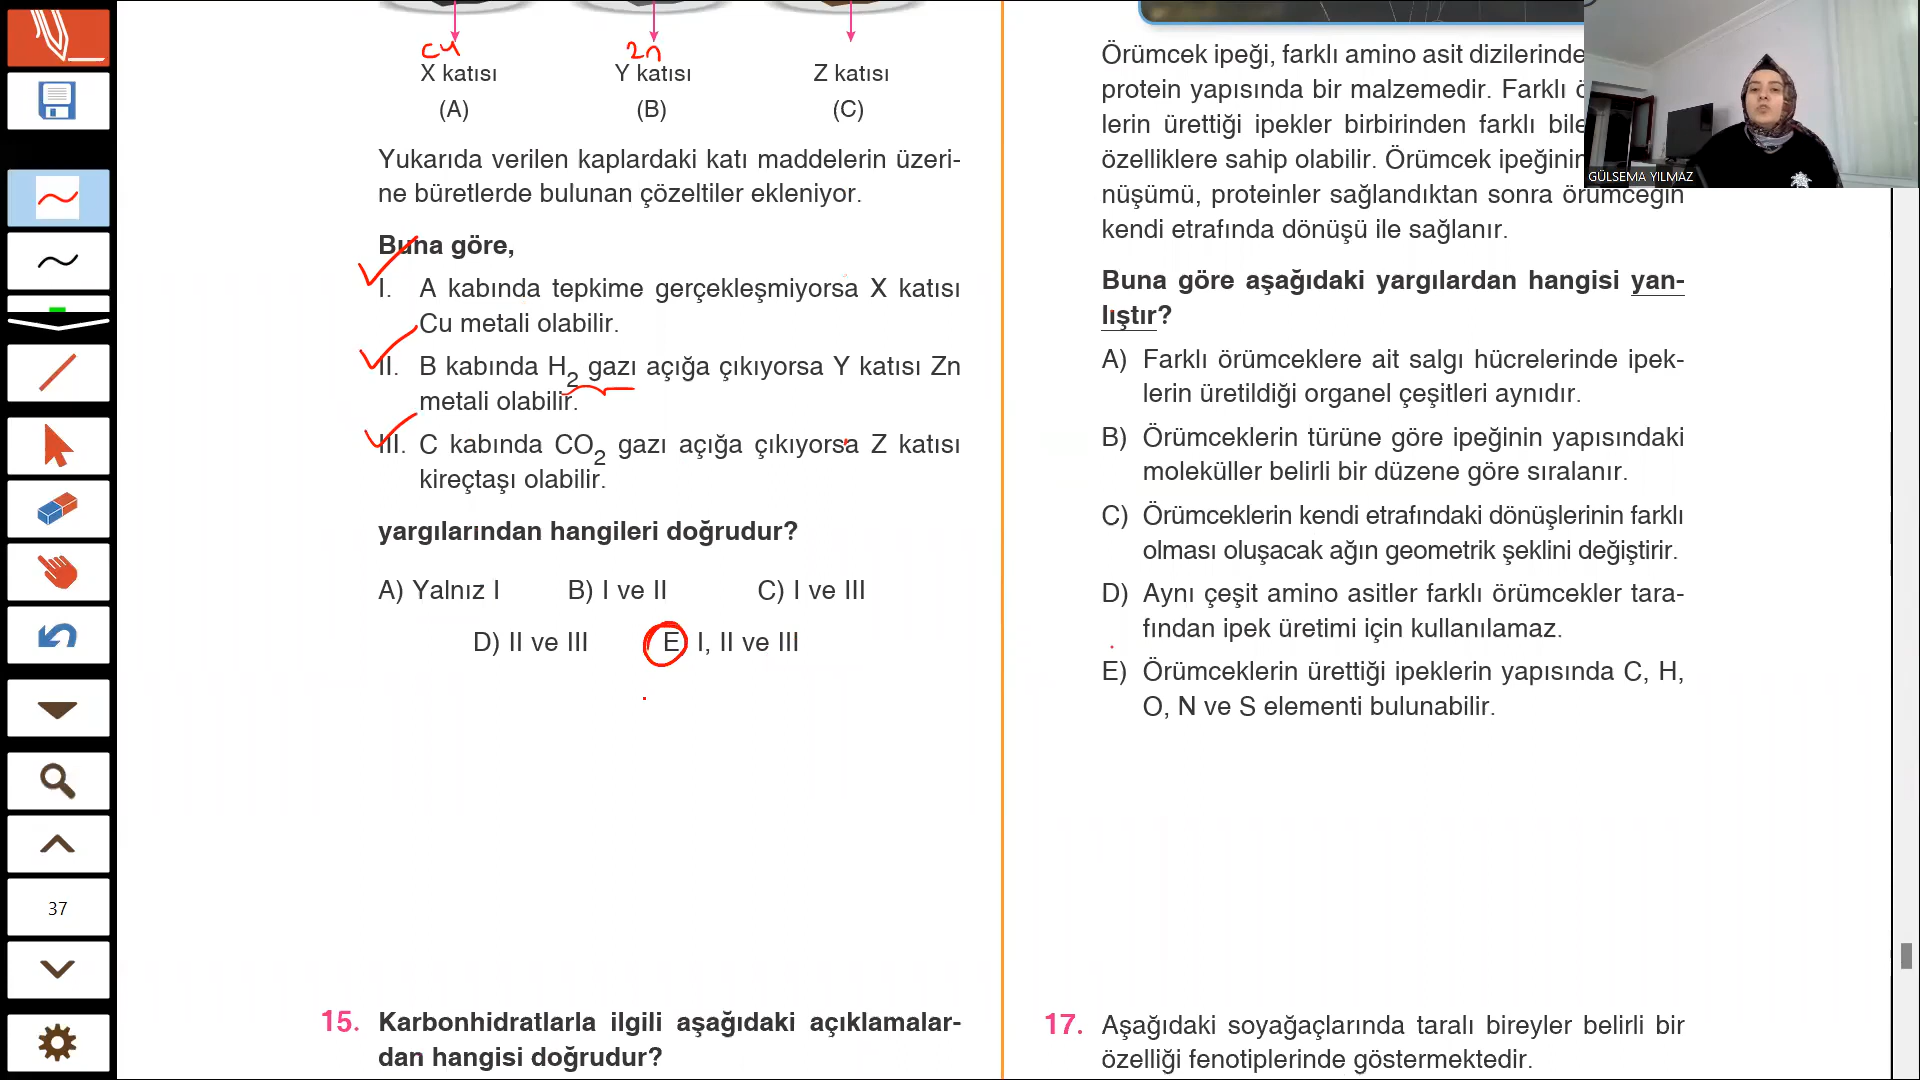 Cu
Zn
X katısı
Y katısı
Z katısı
(A)
(B)
(C)
Yukarıda verilen kaplardaki katı maddelerin üzeri-
ne büretlerde bulunan çözeltiler ekleniyor.
Buna göre,
I. A kabında tepkime gerçekleşmiyorsa X katısı
Cu metali olabilir.
II. B kabında H2 gazı açığa çıkıyorsa Y katısı Zn
metali olabilir.
III. C kabında CO2 gazı açığa çıkıyorsa Z katısı
kireçtaşı olabilir.
yargılarından hangileri doğrudur?
A) Yalnız I B) I ve II C) I ve III
D) II ve III E I, II ve III
15. Karbonhidratlarla ilgili aşağıdaki açıklamalar-
dan hangisi doğrudur?
Örümcek ipeği, farklı amino asit dizilerinde
protein yapısında bir malzemedir. Farklı
lerin ürettiği ipekler birbirinden farklı
özelliklere sahip olabilir. Örümcek ipeğinin
nüşümü, proteinler sağlandıktan sonra örümceğin
kendi etrafında dönüşü ile sağlanır.
Buna göre aşağıdaki yargılardan hangisi yan-
lıştır?
A) Farklı örümceklere ait salgı hücrelerinde ipek-
lerin üretildiği organel çeşitleri aynıdır.
B) Örümceklerin türüne göre ipeğinin yapısındaki
moleküller belirli bir düzene göre sıralanır.
C) Örümceklerin kendi etrafındaki dönüşlerinin farklı
olması oluşacak ağın geometrik şeklini değiştirir.
D) Aynı çeşit amino asitler farklı örümcekler tara-
fından ipek üretimi için kullanılamaz.
E) Örümceklerin ürettiği ipeklerin yapısında C, H,
O, N ve S elementi bulunabilir.
17. Aşağıdaki soyağaçlarında taralı bireyler belirli bir
özelliği fenotiplerinde göstermektedir.
GÜLSEMA YILMAZ
37